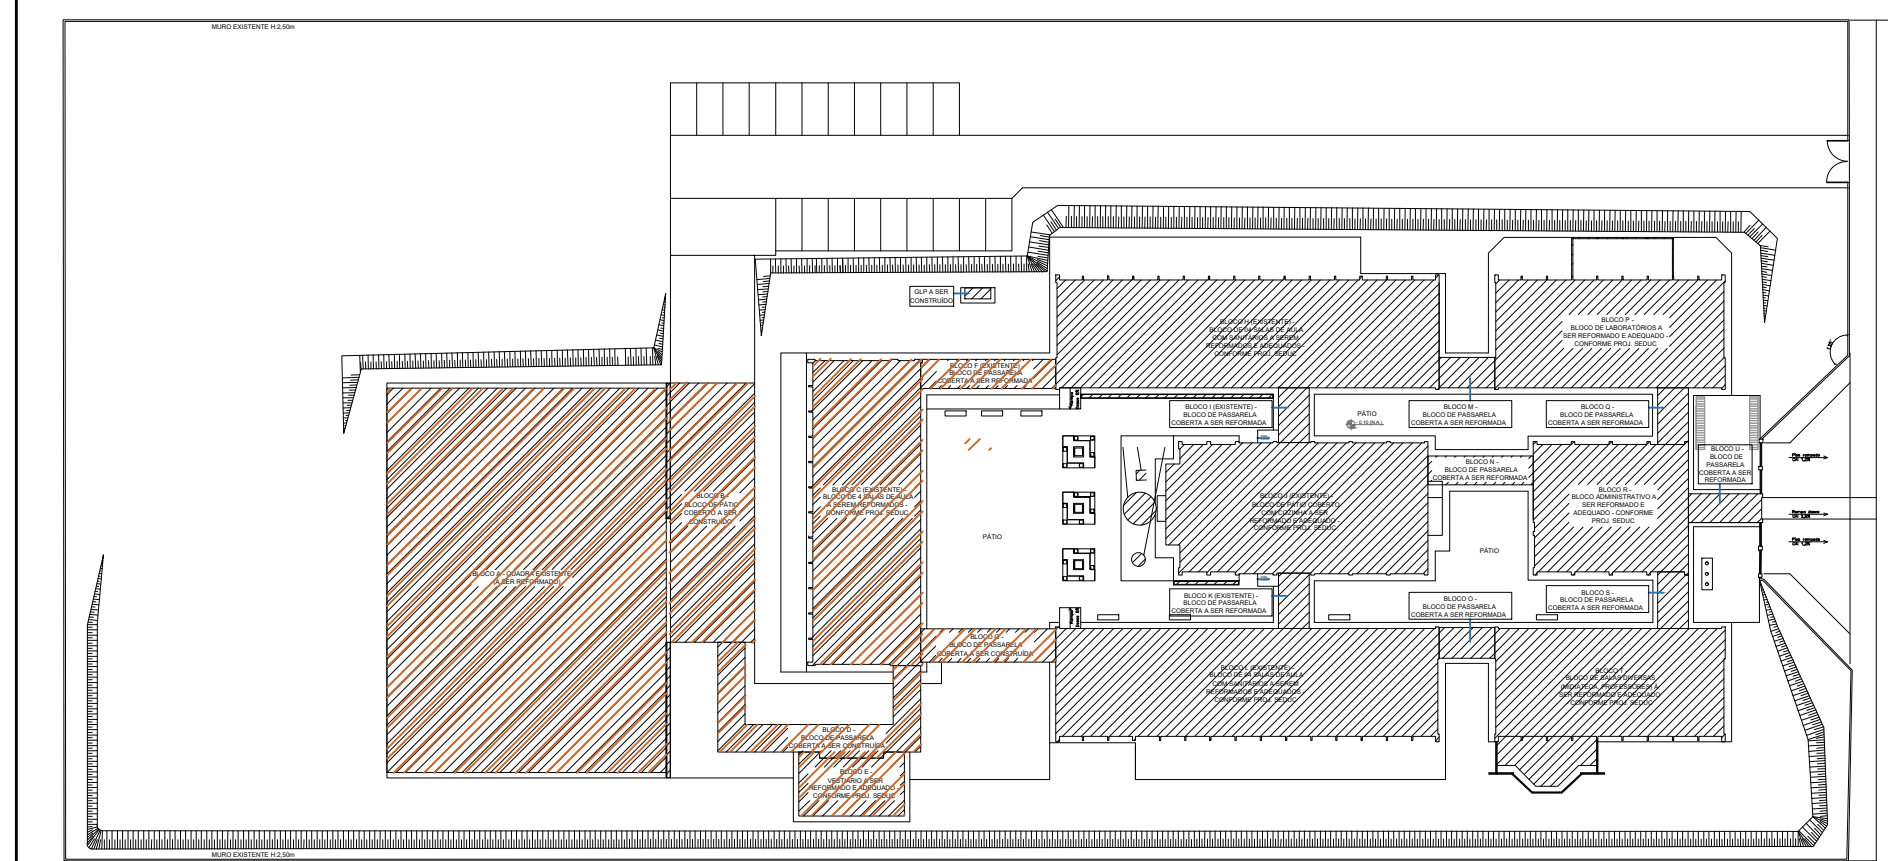 MURO EXISTENTE H:2,50m
GLP A SER
CONSTRUÍDO
BLOCO H (EXISTENTE) -
BLOCO DE 04 SALAS DE AULA
COM SANITÁRIOS A SEREM
REFORMADOS E ADEQUADOS -
CONFORME PROJ. SEDUC
BLOCO P -
BLOCO DE LABORATÓRIOS A
SER REFORMADO E ADEQUADO -
CONFORME PROJ. SEDUC
BLOCO F (EXISTENTE)
BLOCO DE PASSARELA
COBERTA A SER REFORMADA
BLOCO I (EXISTENTE) -
BLOCO DE PASSARELA
COBERTA A SER REFORMADA
PÁTIO
BLOCO M -
BLOCO DE PASSARELA
COBERTA A SER REFORMADA
BLOCO Q -
BLOCO DE PASSARELA
COBERTA A SER REFORMADA
BLOCO U -
BLOCO DE
PASSARELA
COBERTA A SER
REFORMADA
BLOCO N -
BLOCO DE PASSARELA
COBERTA A SER REFORMADA
BLOCO B -
BLOCO DE PÁTIO
COBERTO A SER
CONSTRUÍDO
BLOCO C (EXISTENTE) -
BLOCO DE 4 SALAS DE AULA
A SEREM REFORMADOS -
CONFORME PROJ. SEDUC
BLOCO J (EXISTENTE) -
BLOCO DE PÁTIO COBERTO
COM COZINHA A SER
REFORMADO E ADEQUADO -
CONFORME PROJ. SEDUC
BLOCO R -
BLOCO ADMINISTRATIVO A
SER REFORMADO E
ADEQUADO - CONFORME
PROJ. SEDUC
PÁTIO
PÁTIO
BLOCO A - QUADRA EXISTENTE
(A SER REFORMADO)
BLOCO K (EXISTENTE) -
BLOCO DE PASSARELA
COBERTA A SER REFORMADA
BLOCO O -
BLOCO DE PASSARELA
COBERTA A SER REFORMADA
BLOCO S -
BLOCO DE PASSARELA
COBERTA A SER REFORMADA
BLOCO G -
BLOCO DE PASSARELA
COBERTA A SER CONSTRUÍDA
BLOCO L (EXISTENTE) -
BLOCO DE 04 SALAS DE AULA
COM SANITÁRIOS A SEREM
REFORMADOS E ADEQUADOS
CONFORME PROJ. SEDUC
BLOCO T -
BLOCO DE SALAS DIVERSAS
(MIDIATECA, PROFESSORES) A
SER REFORMADO E ADEQUADO -
CONFORME PROJ. SEDUC
BLOCO D -
BLOCO DE PASSARELA
COBERTA A SER CONSTRUÍDA
BLOCO E -
VESTIÁRIO A SER
REFORMADO E ADEQUADO -
CONFORME PROJ. SEDUC
MURO EXISTENTE H:2,50m